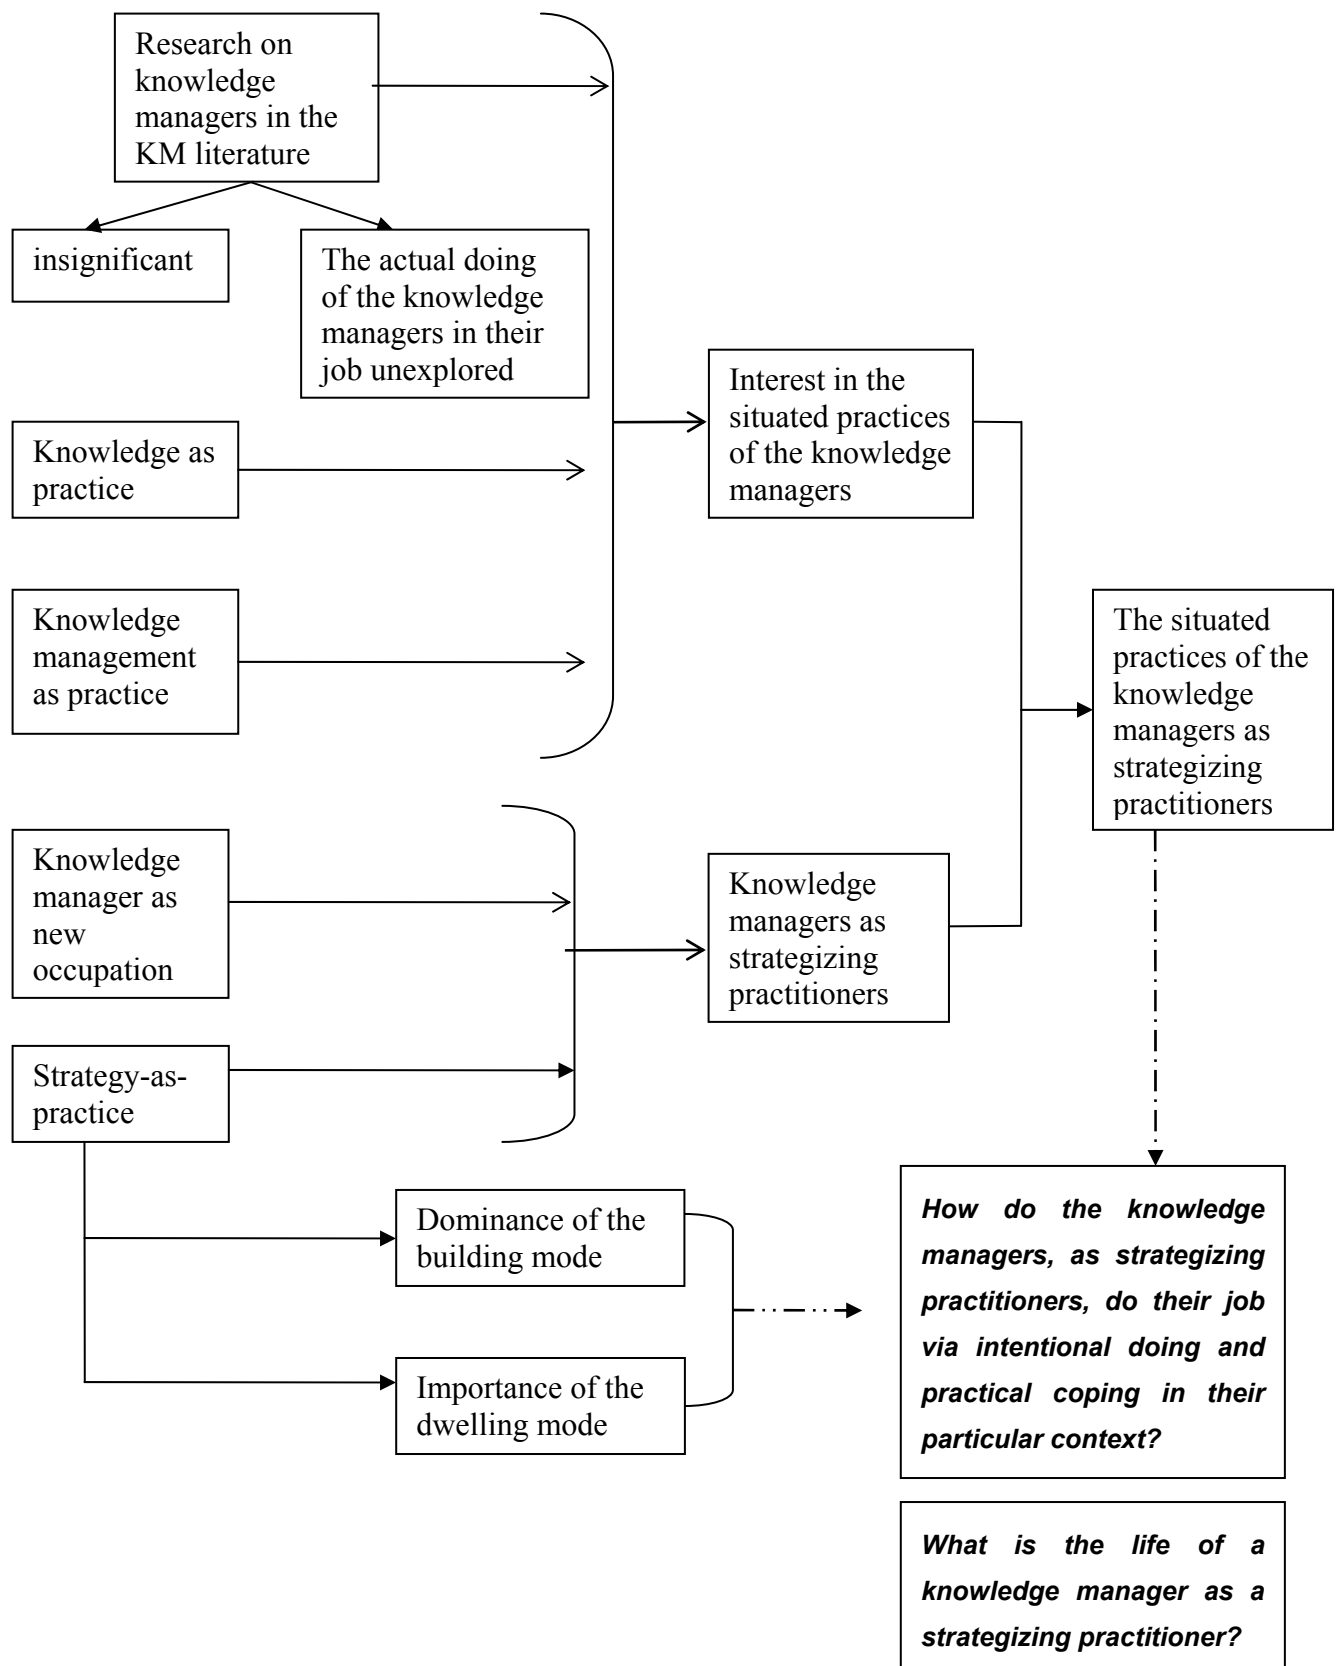 Research on
knowledge
managers in the
KM literature
insignificant
The actual doing
of the knowledge
managers in their
job unexplored
Interest in the
situated practices
of the knowledge
managers
Knowledge as
practice
Knowledge
management
as practice
The situated
practices of the
knowledge
managers as
strategizing
practitioners
Knowledge
manager as
new
occupation
Knowledge
managers as
strategizing
practitioners
Strategy-as-
practice
Dominance of the
building mode
Importance of the
dwelling mode
How do the knowledge
managers, as strategizing
practitioners, do their job
via intentional doing and
practical coping in their
particular context?
What is the life of a
knowledge manager as a
strategizing practitioner?